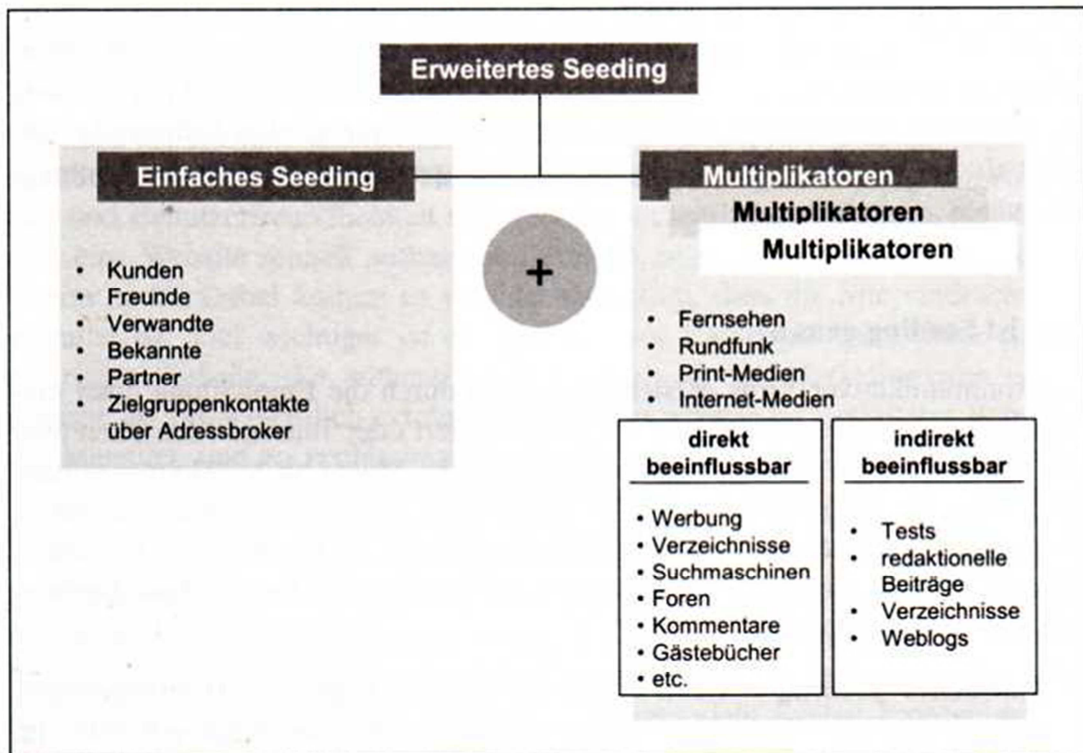 Erweitertes Seeding
Einfaches Seeding
• Kunden
• Freunde
• Verwandte
• Bekannte
• Partner
• Zielgruppenkontakte
über Adressbroker
+
Multiplikatoren
Multiplikatoren
Multiplikatoren
• Fernsehen
• Rundfunk
• Print-Medien
• Internet-Medien
direkt
beeinflussbar
• Werbung
• Verzeichnisse
• Suchmaschinen
• Foren
• Kommentare
• Gästebücher
• etc.
indirekt
beeinflussbar
• Tests
• redaktionelle
Beiträge
• Verzeichnisse
• Weblogs